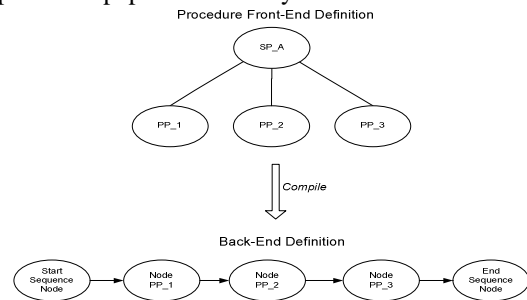 Procedure Front-End Definition
SP_A
PP_1 PP_2 PP_3
Compile
Back-End Definition
Start Sequence Node
Node PP_1
Node PP_2
Node PP_3
End Sequence Node